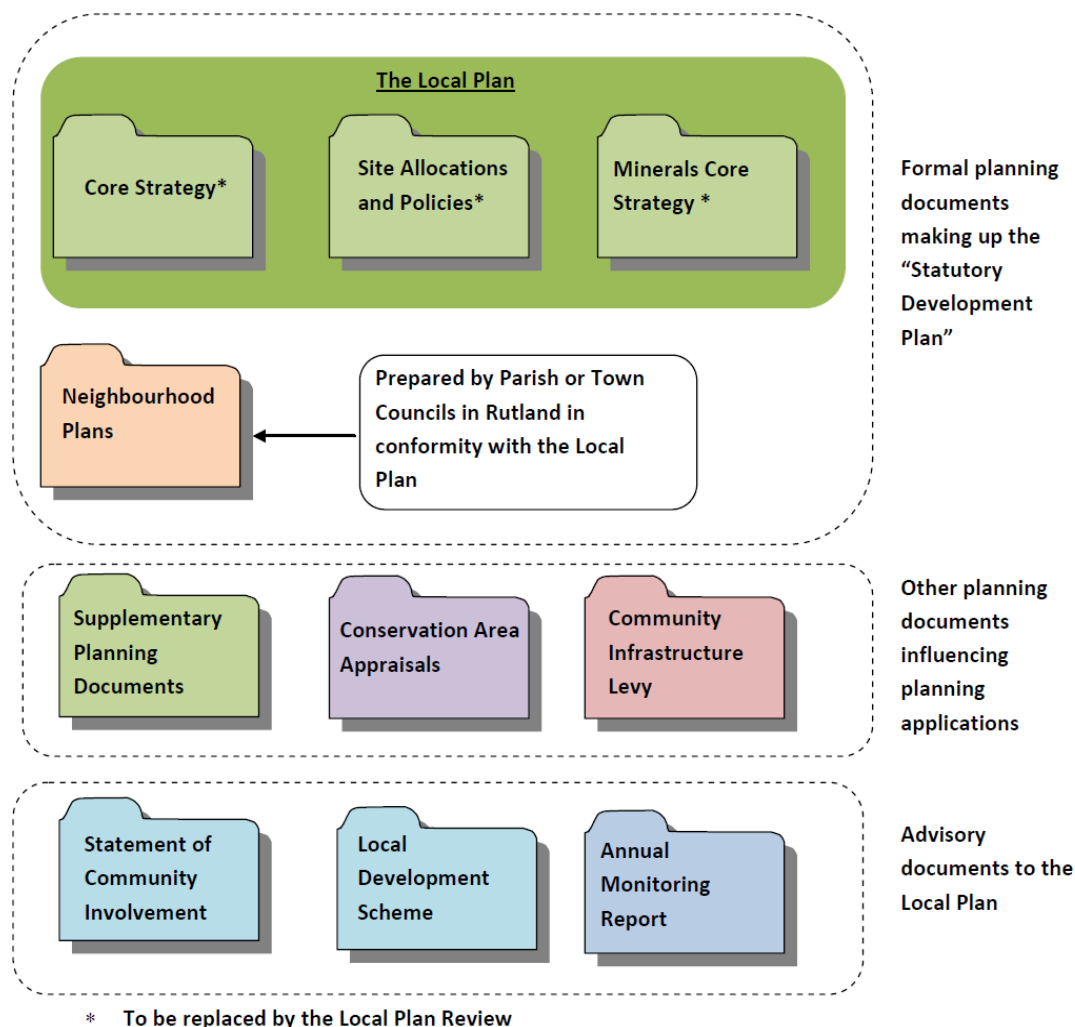 The Local Plan
Core Strategy*
Site Allocations
and Policies*
Minerals Core
Strategy *
Formal planning
documents
making up the
“Statutory
Development
Plan”
Neighbourhood
Plans
Prepared by Parish or Town
Councils in Rutland in
conformity with the Local
Plan
Supplementary
Planning
Documents
Conservation Area
Appraisals
Community
Infrastructure
Levy
Other planning
documents
influencing
planning
applications
Statement of
Community
Involvement
Local
Development
Scheme
Annual
Monitoring
Report
Advisory
documents to the
Local Plan
* To be replaced by the Local Plan Review